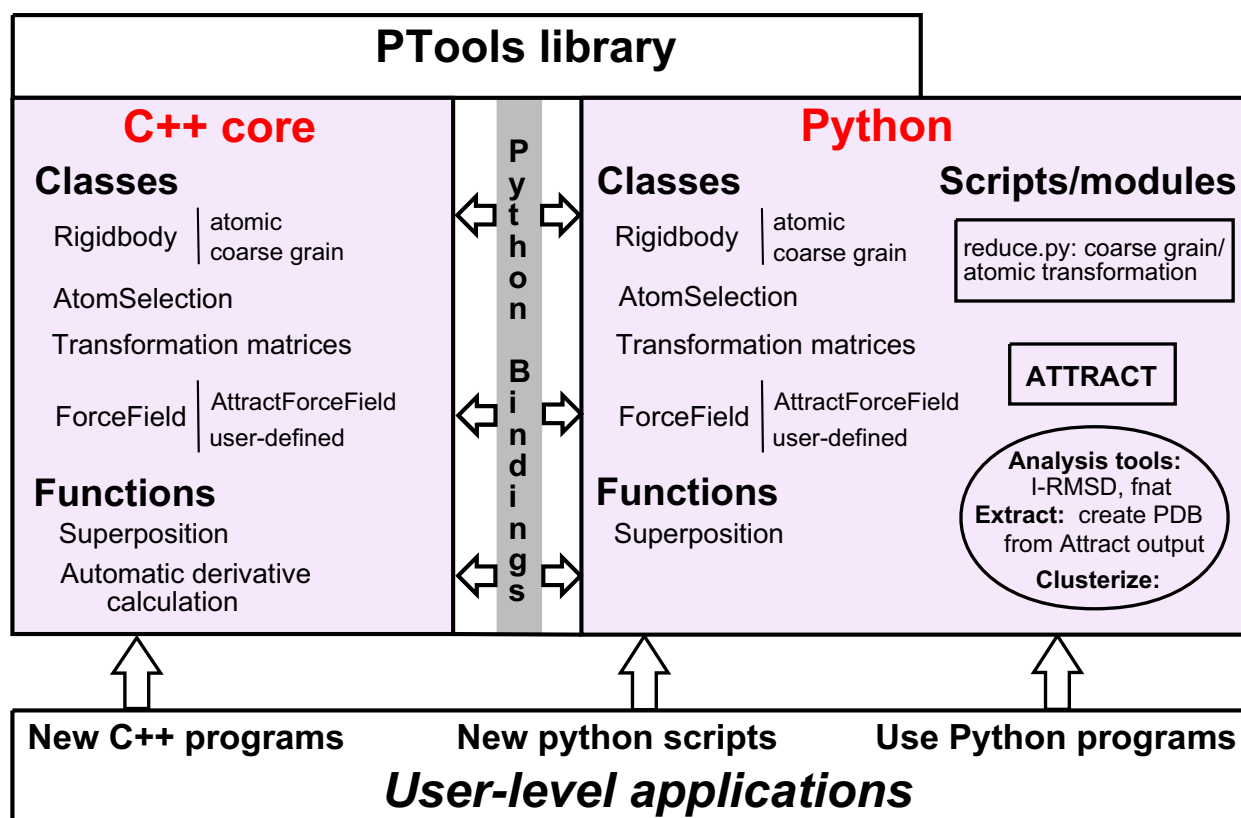 PTools library
C++ core
Classes
Rigidbody
atomic
coarse grain
AtomSelection
Transformation matrices
ForceField
AttractForceField
user-defined
Functions
Superposition
Automatic derivative
calculation
Python Bindings
Python
Classes
Rigidbody
atomic
coarse grain
AtomSelection
Transformation matrices
ForceField
AttractForceField
user-defined
Functions
Superposition
Scripts/modules
reduce.py: coarse grain/
atomic transformation
ATTRACT
Analysis tools:
I-RMSD, fnat
Extract: create PDB
from Attract output
Clusterize:
New C++ programs
New python scripts
Use Python programs
User-level applications